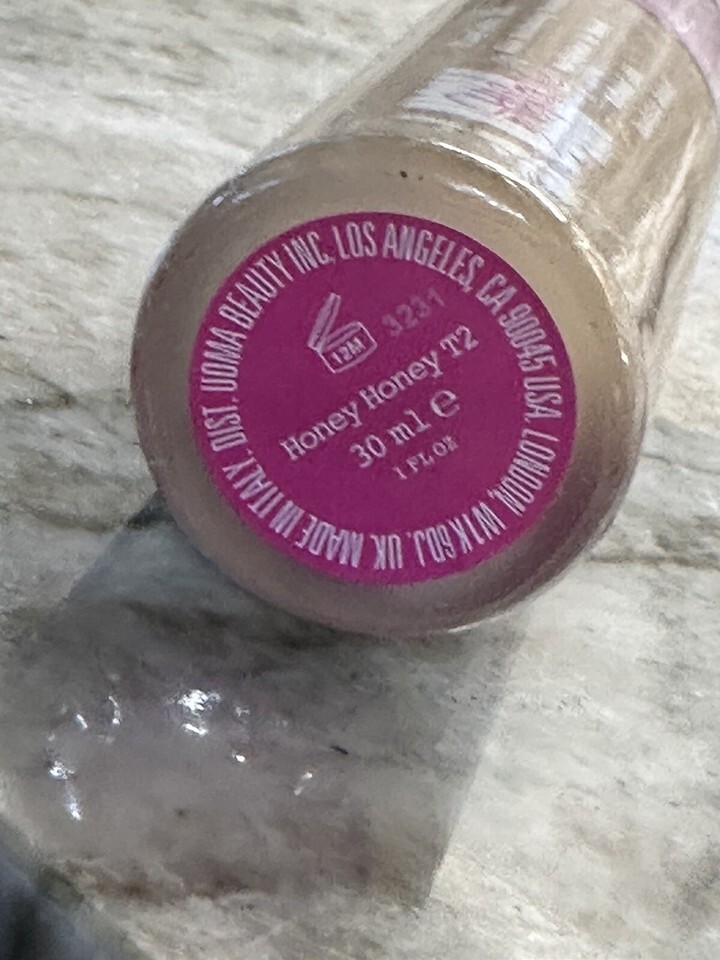 DIST. UOMA BEAUTY INC, LOS ANGELES, CA 90045 USA. LONDON, W1K 6DJ, UK. MADE IN ITALY.
12M
3231
Honey Honey T2
30 ml e
1 FL OZ